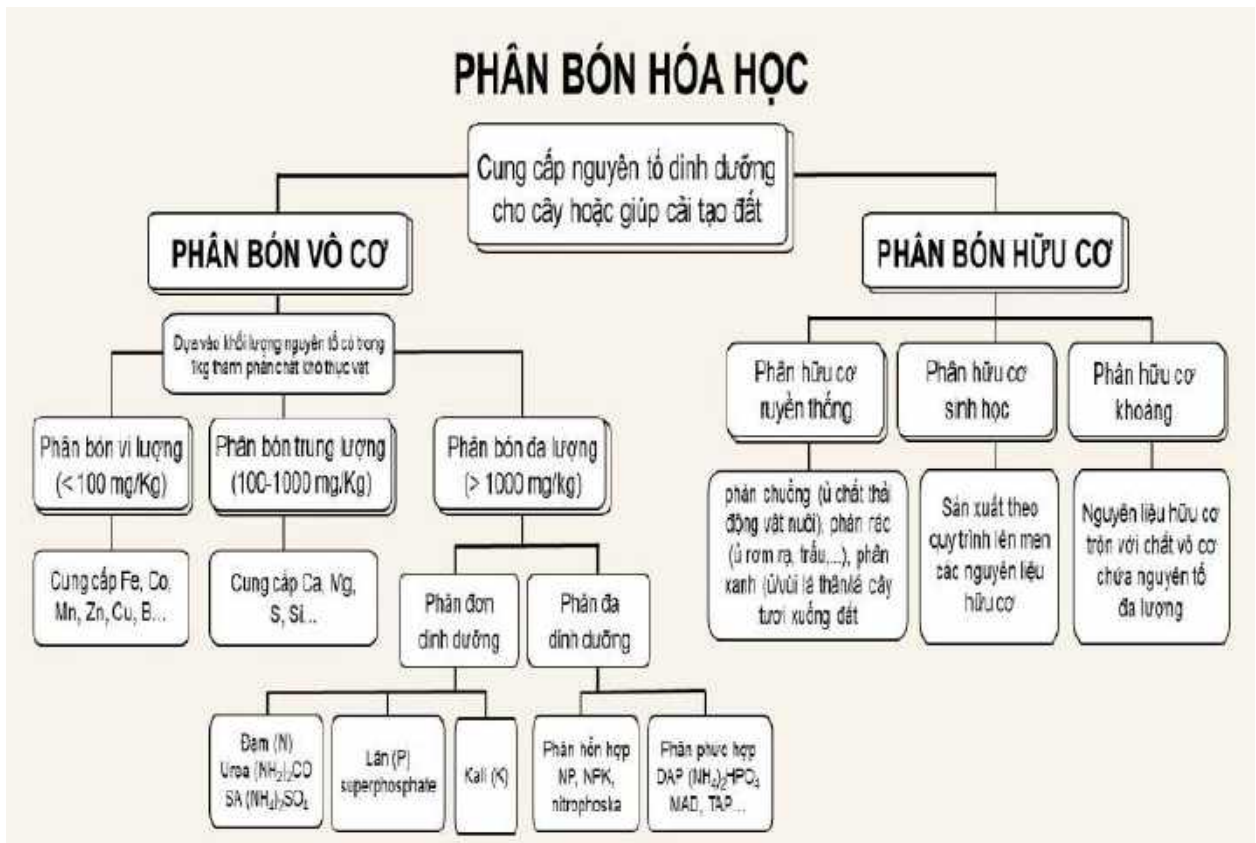 PHÂN BÓN HÓA HỌC
Cung cấp nguyên tố dinh dưỡng
cho cây hoặc giúp cải tạo đất
PHÂN BÓN VÔ CƠ
PHÂN BÓN HỮU CƠ
Dựa vào khối lượng nguyên tố có trong
1kg thành phần chất khô thực vật
Phân bón vi lượng
(< 100 mg/Kg)
Phân bón trung lượng
(100-1000 mg/Kg)
Phân bón đa lượng
(> 1000 mg/kg)
Phân hữu cơ
ruyền thống
Phân hữu cơ
sinh học
Phân hữu cơ
khoáng
Cung cấp Fe, Co,
Mn, Zn, Cu, B...
Cung cấp Ca, Mg,
S, Si...
phân chuồng (ủ chất thải
động vật nuôi), phân rác
(ủ rơm rạ, trấu,...), phân
xanh (ủ/vùi lá thân/lá cây
tươi xuống đất
Sản xuất theo
quy trình lên men
các nguyên liệu
hữu cơ
Nguyên liệu hữu cơ
trộn với chất vô cơ
chứa nguyên tố
đa lượng
Phân đơn
dinh dưỡng
Phân đa
dinh dưỡng
Đạm (N)
Urea (NH₂)₂CO
SA (NH₄)₂SO₄
Lân (P)
superphosphate
Kali (K)
Phân hỗn hợp
NP, NPK,
nitrophoska
Phân phức hợp
DAP (NH₄)₂HPO₄
TAP...